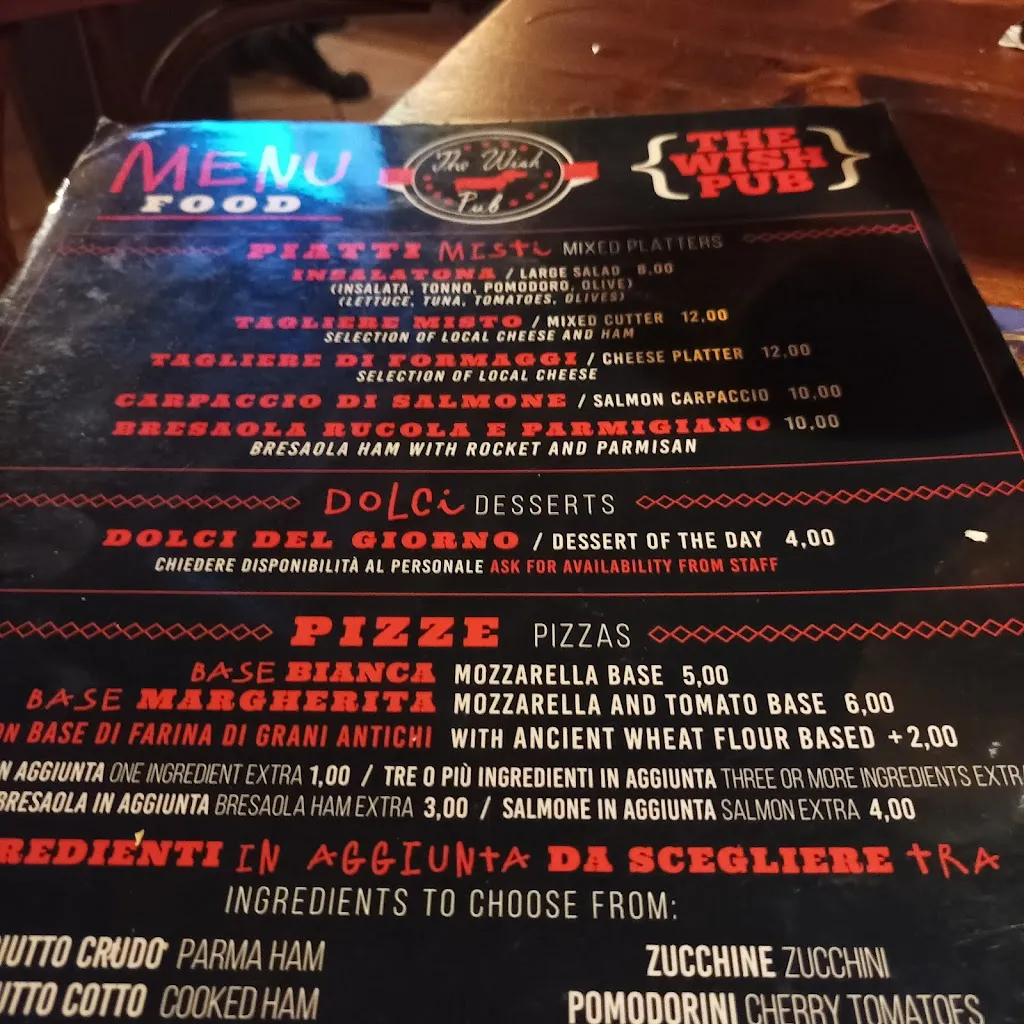 MENU
FOOD
The Wish
Pub
{THE
WISH
PUB}
PIATTI MISTI MIXED PLATTERS
INSALATONA / LARGE SALAD 8,00
(INSALATA, TONNO, POMODORO, OLIVE)
(LETTUCE, TUNA, TOMATOES, OLIVES)
TAGLIERE MISTO / MIXED CUTTER 12,00
SELECTION OF LOCAL CHEESE AND HAM
TAGLIERE DI FORMAGGI / CHEESE PLATTER 12,00
SELECTION OF LOCAL CHEESE
CARPACCIO DI SALMONE / SALMON CARPACCIO 10,00
BRESAOLA RUCOLA E PARMIGIANO 10,00
BRESAOLA HAM WITH ROCKET AND PARMISAN
DOLCI DESSERTS
DOLCI DEL GIORNO / DESSERT OF THE DAY 4,00
CHIEDERE DISPONIBILITÀ AL PERSONALE ASK FOR AVAILABILITY FROM STAFF
PIZZE PIZZAS
BASE BIANCA MOZZARELLA BASE 5,00
BASE MARGHERITA MOZZARELLA AND TOMATO BASE 6,00
ON BASE DI FARINA DI GRANI ANTICHI WITH ANCIENT WHEAT FLOUR BASED +2,00
N AGGIUNTA ONE INGREDIENT EXTRA 1,00 / TRE O PIÙ INGREDIENTI IN AGGIUNTA THREE OR MORE INGREDIENTS EXTRA
BRESAOLA IN AGGIUNTA BRESAOLA HAM EXTRA 3,00 / SALMONE IN AGGIUNTA SALMON EXTRA 4,00
REDIENTI IN AGGIUNTA DA SCEGLIERE TRA
INGREDIENTS TO CHOOSE FROM:
IUTTO CRUDO PARMA HAM
ZUCCHINE ZUCCHINI
UTTO COTTO COOKED HAM
POMODORINI CHERRY TOMATOES